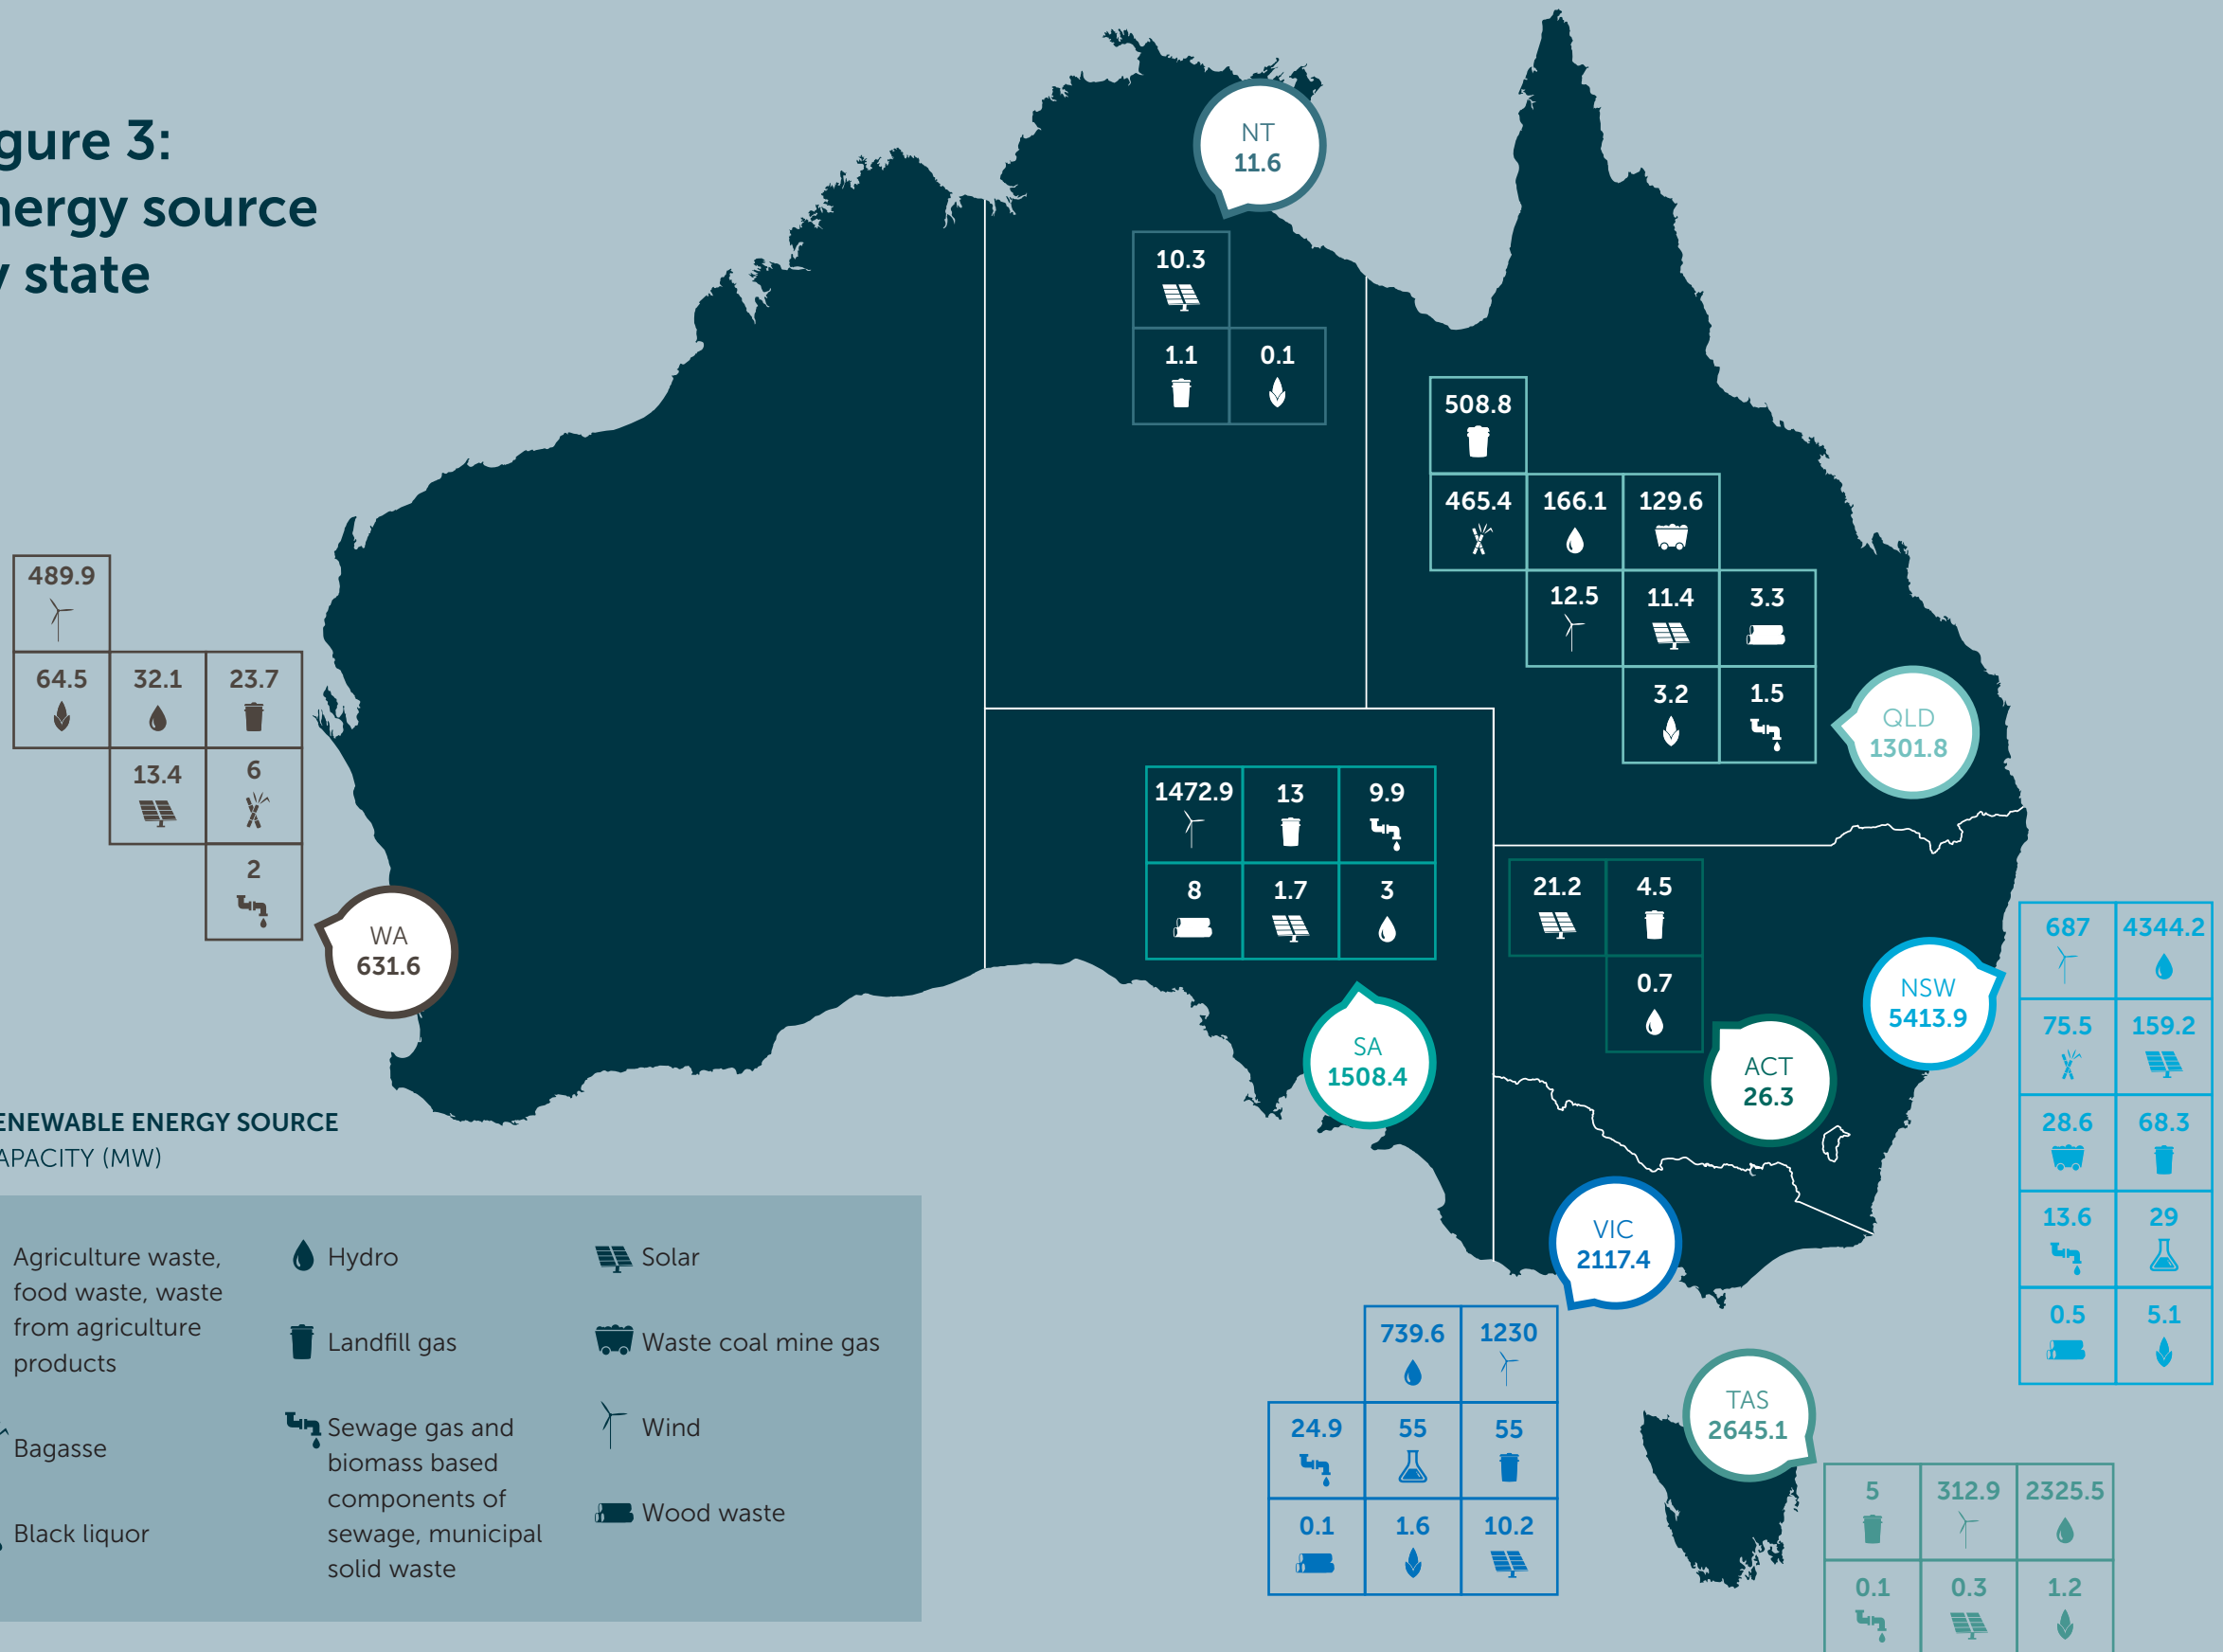 gure 3:
nergy source
y state
NT
11.6
10.3
1.1 0.1
508.8
465.4 166.1 129.6
12.5 11.4 3.3
3.2 1.5
QLD
1301.8
489.9
64.5 32.1 23.7
13.4 6
2
WA
631.6
1472.9 13 9.9
8 1.7 3
SA
1508.4
21.2 4.5
0.7
ACT
26.3
NSW
5413.9
687 4344.2
75.5 159.2
28.6 68.3
13.6 29
0.5 5.1
VIC
2117.4
739.6 1230
24.9 55 55
0.1 1.6 10.2
TAS
2645.1
5 312.9 2325.5
0.1 0.3 1.2
ENEWABLE ENERGY SOURCE
APACITY (MW)
Agriculture waste,
food waste, waste
from agriculture
products
Bagasse
Black liquor
Hydro
Landfill gas
Sewage gas and
biomass based
components of
sewage, municipal
solid waste
Solar
Waste coal mine gas
Wind
Wood waste